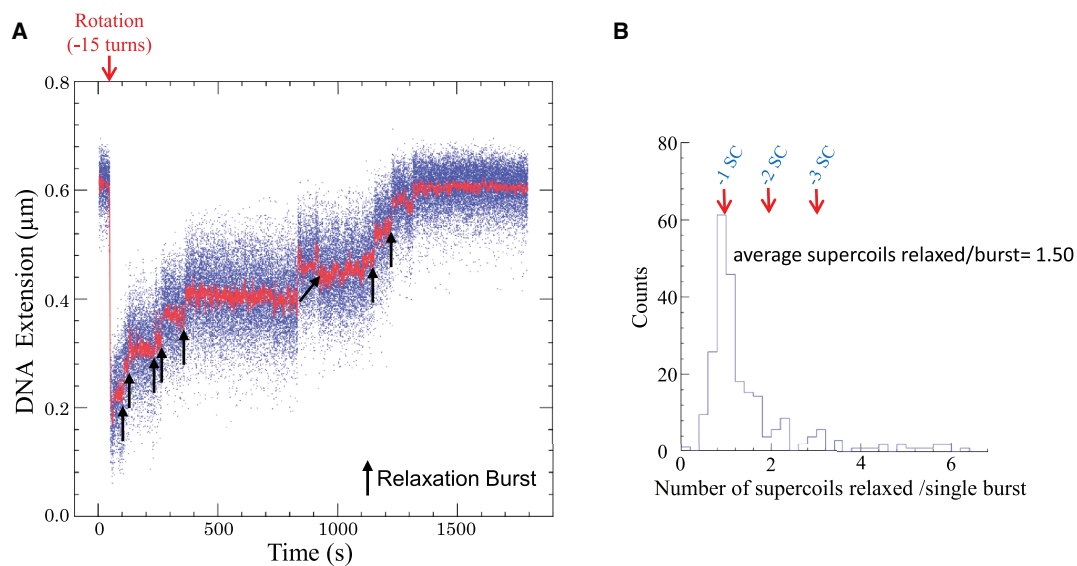 A
Rotation
(-15 turns)
0.8
0.6
0.4
0.2
0.0
DNA Extension (µm)
0
500
1000
1500
Time (s)
Relaxation Burst
B
80
60
40
20
0
Counts
-1 SC
-2 SC
-3 SC
average supercoils relaxed/burst= 1.50
0
2
4
6
Number of supercoils relaxed /single burst